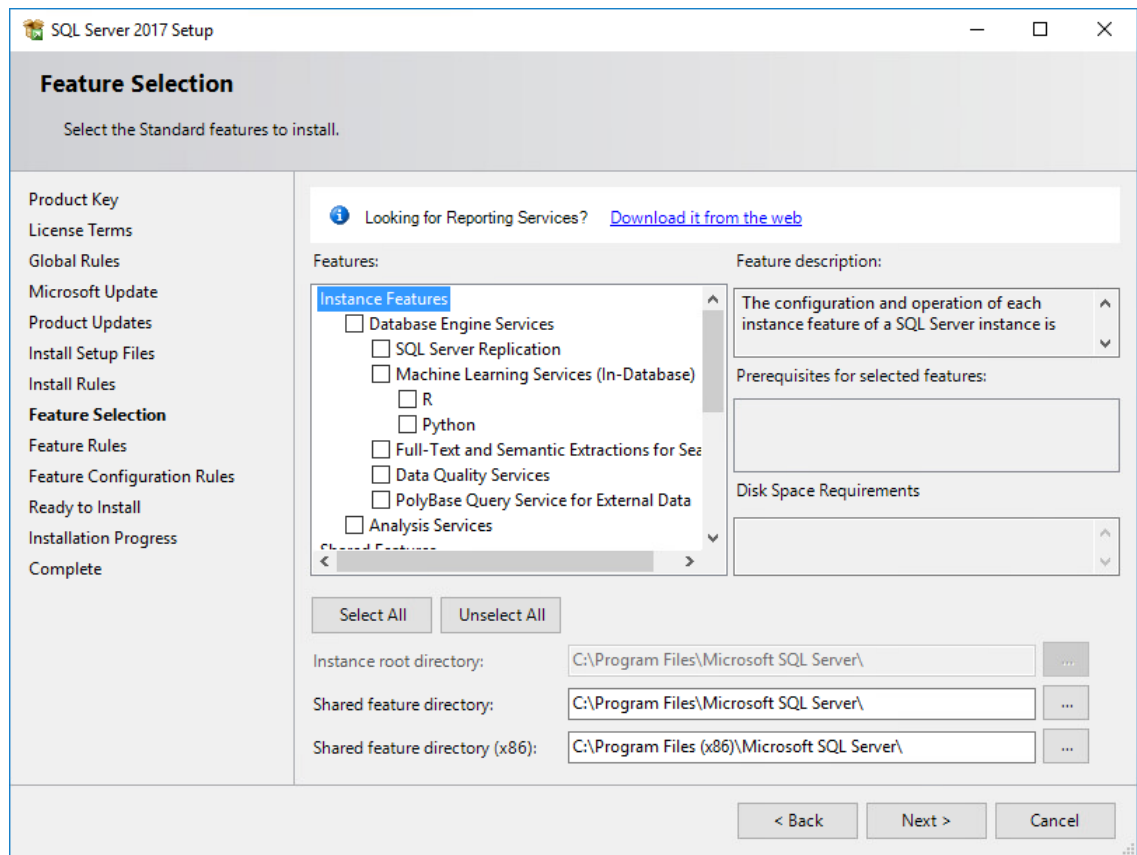 SQL Server 2017 Setup
Feature Selection
Select the Standard features to install.
Product Key
License Terms
Global Rules
Microsoft Update
Product Updates
Install Setup Files
Install Rules
Feature Selection
Feature Rules
Feature Configuration Rules
Ready to Install
Installation Progress
Complete
Looking for Reporting Services? Download it from the web
Features:
Instance Features
Database Engine Services
SQL Server Replication
Machine Learning Services (In-Database)
R
Python
Full-Text and Semantic Extractions for Sea
Data Quality Services
PolyBase Query Service for External Data
Analysis Services
Shared Features
Feature description:
The configuration and operation of each
instance feature of a SQL Server instance is
Prerequisites for selected features:
Disk Space Requirements
Select All
Unselect All
Instance root directory: C:\Program Files\Microsoft SQL Server\ ...
Shared feature directory: C:\Program Files\Microsoft SQL Server\ ...
Shared feature directory (x86): C:\Program Files (x86)\Microsoft SQL Server\ ...
< Back
Next >
Cancel